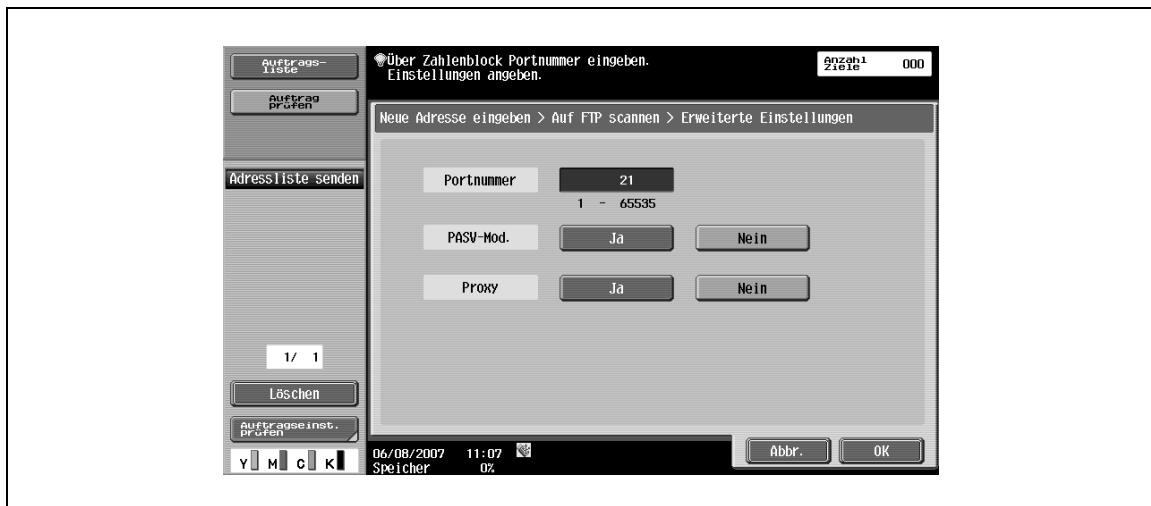 Auftrags-
liste
Auftrag
prüfen
Adressliste senden
1/ 1
Löschen
Auftragseinst.
prüfen
Y M C K
Über Zahlenblock Portnummer eingeben.
Einstellungen angeben.
Anzahl
Ziele 000
Neue Adresse eingeben > Auf FTP scannen > Erweiterte Einstellungen
Portnummer 21
1 - 65535
PASV-Mod. Ja Nein
Proxy Ja Nein
06/08/2007 11:07
Speicher 0%
Abbr. OK